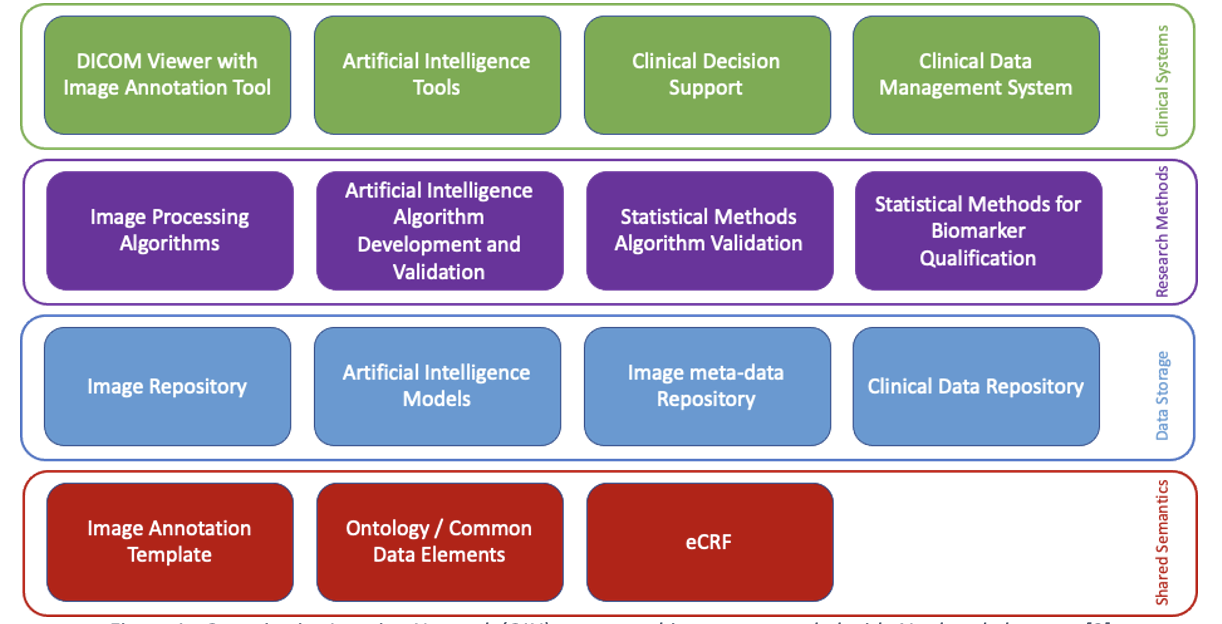 DICOM Viewer with
Image Annotation Tool
Artificial Intelligence
Tools
Clinical Decision
Support
Clinical Data
Management System
Clinical Systems
Image Processing
Algorithms
Artificial Intelligence
Algorithm
Development and
Validation
Statistical Methods
Algorithm Validation
Statistical Methods for
Biomarker
Qualification
Research Methods
Image Repository
Artificial Intelligence
Models
Image meta-data
Repository
Clinical Data Repository
Data Storage
Image Annotation
Template
Ontology / Common
Data Elements
eCRF
Shared Semantics